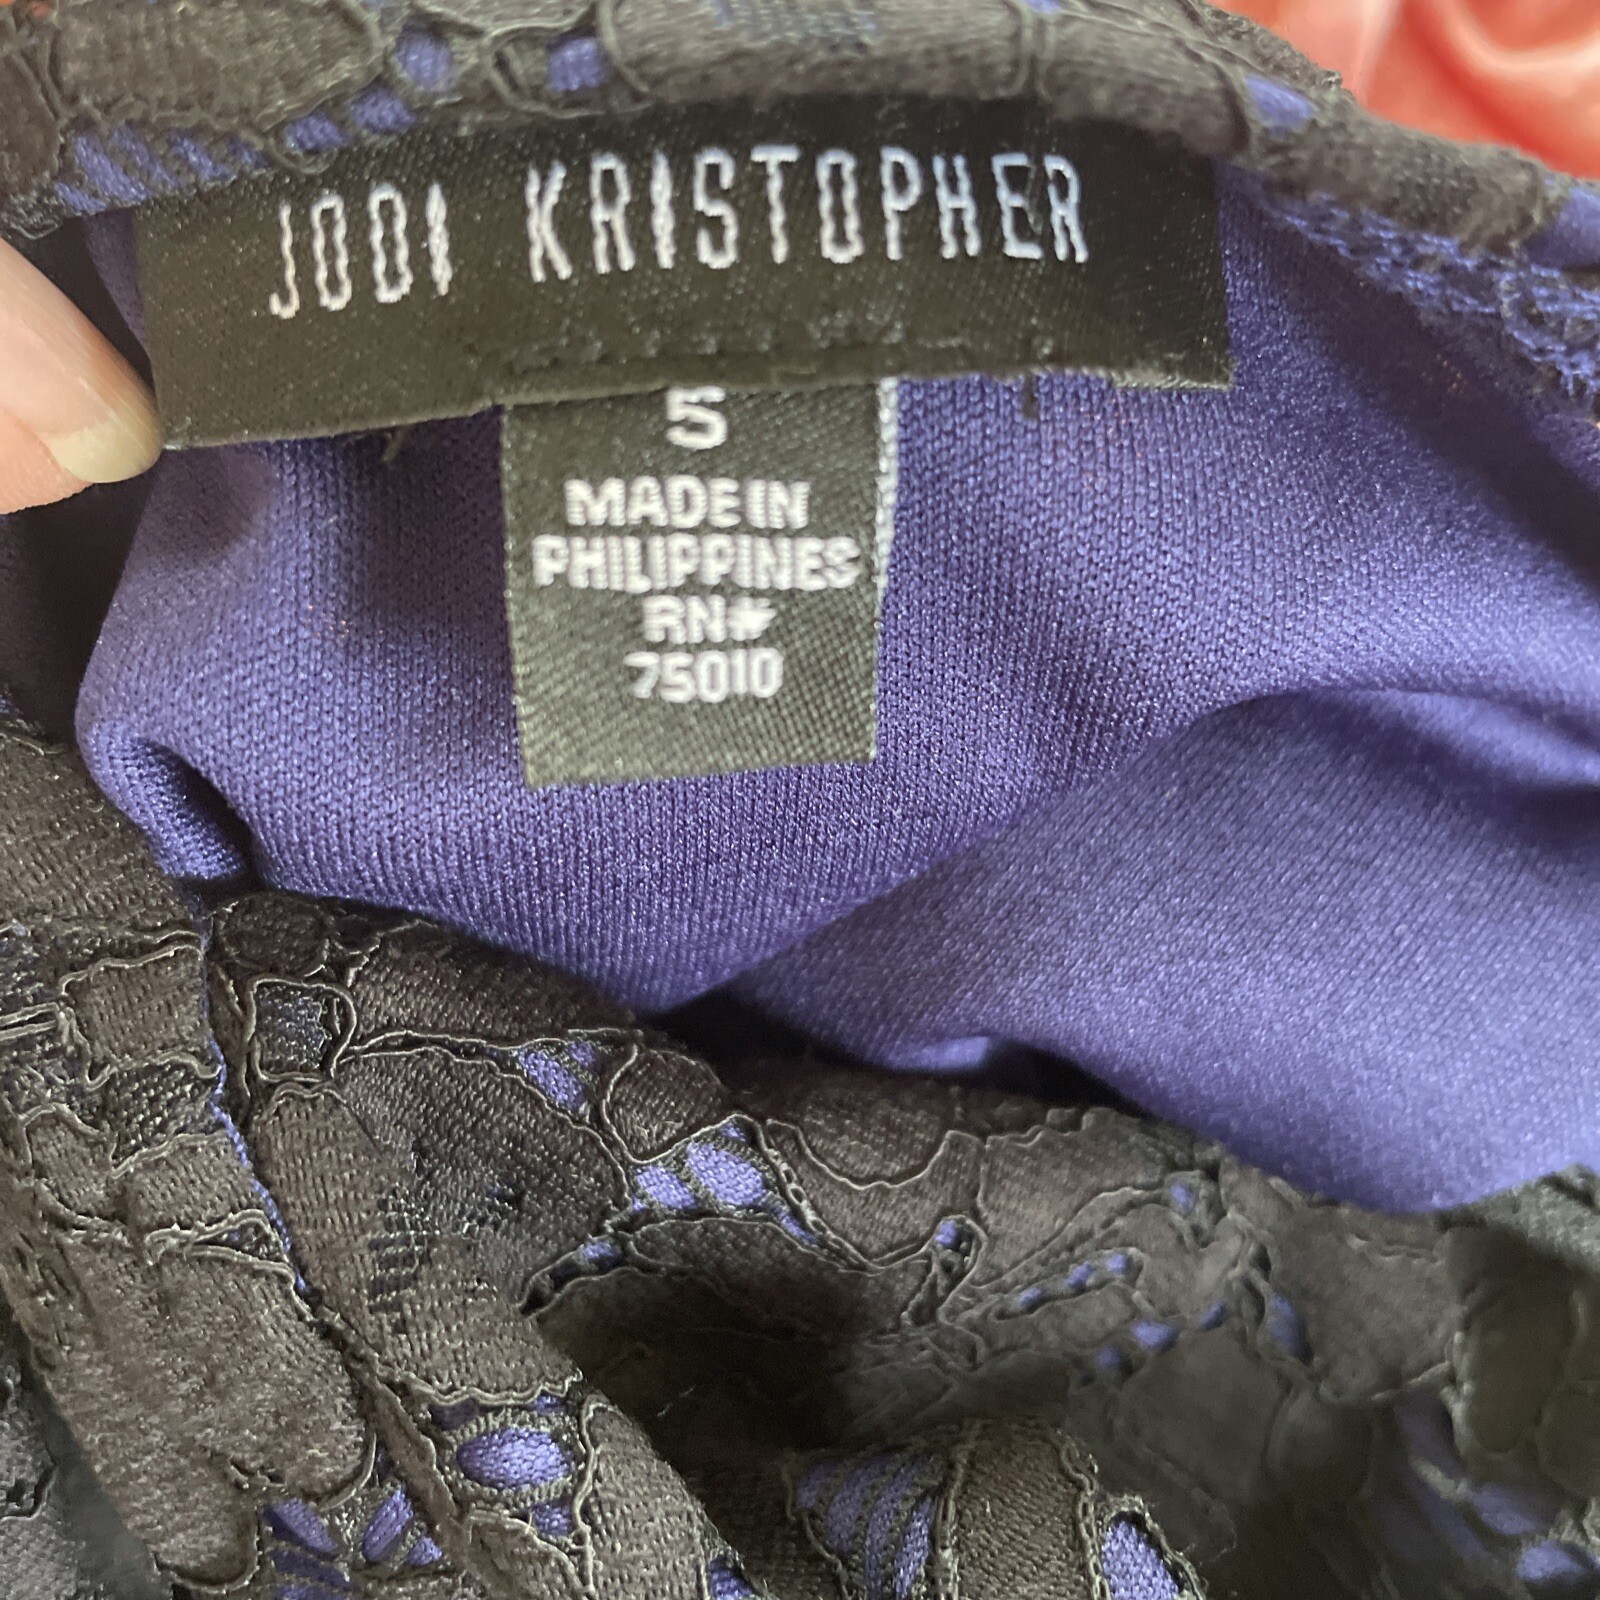 JODI KRISTOPHER
5
MADE IN
PHILIPPINES
RN#
75010